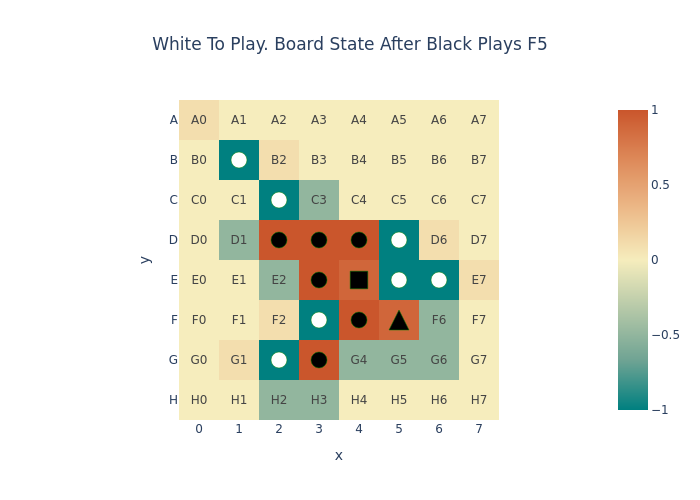 White To Play. Board State After Black Plays F5
A A0 A1 A2 A3 A4 A5 A6 A7
B B0 B2 B3 B4 B5 B6 B7
C C0 C1 C3 C4 C5 C6 C7
D D0 D1 D6 D7
E E0 E1 E2 E7
F F0 F1 F2 F6 F7
G G0 G1 G4 G5 G6 G7
H H0 H1 H2 H3 H4 H5 H6 H7
0 1 2 3 4 5 6 7
x
y
1
0.5
0
−0.5
−1